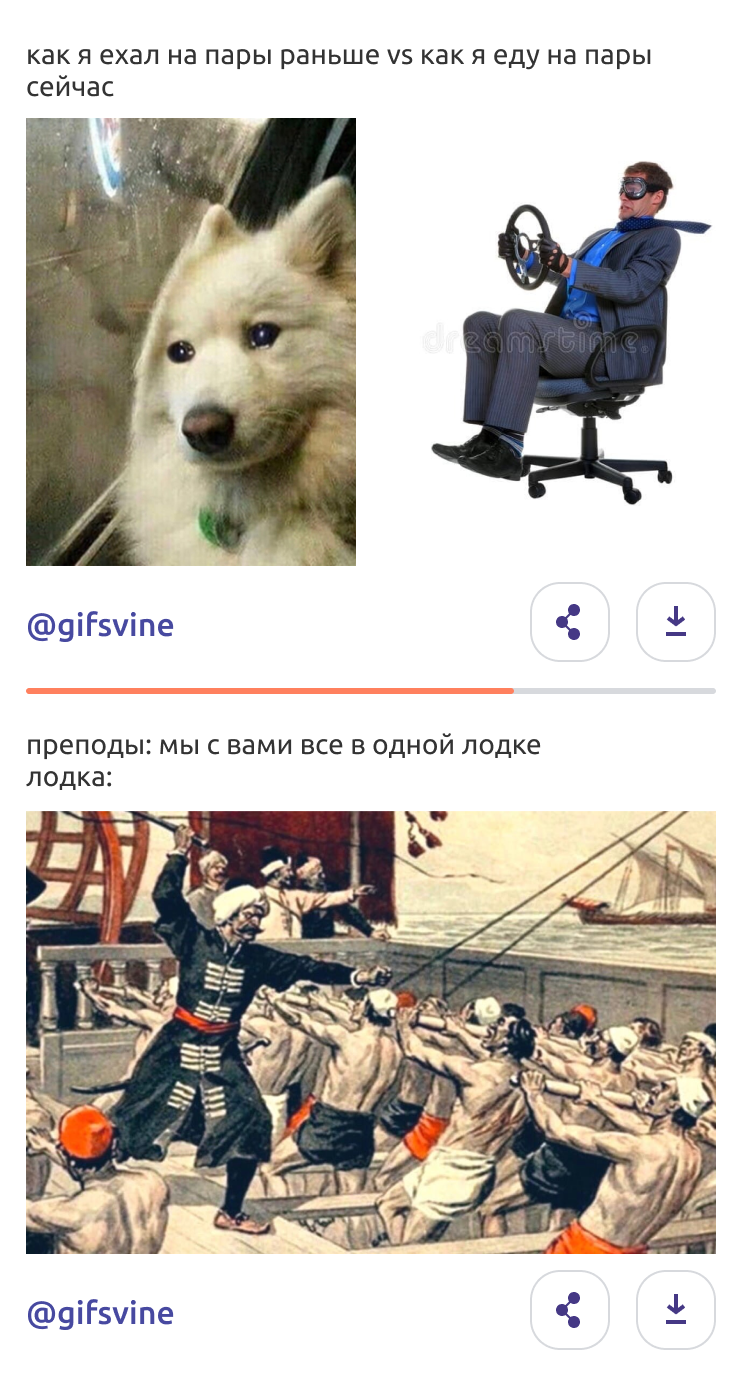 как я ехал на пары раньше vs как я еду на пары
сейчас
dreamstime.
@gifsvine
преподы: мы с вами все в одной лодке
лодка:
@gifsvine